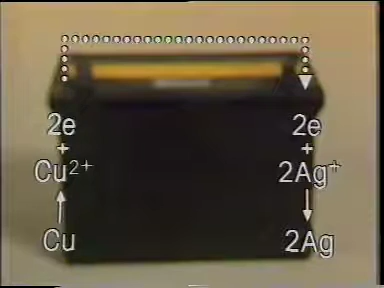 2e 2e
+ +
Cu²⁺ 2Ag⁺
↑ ↓
Cu 2Ag